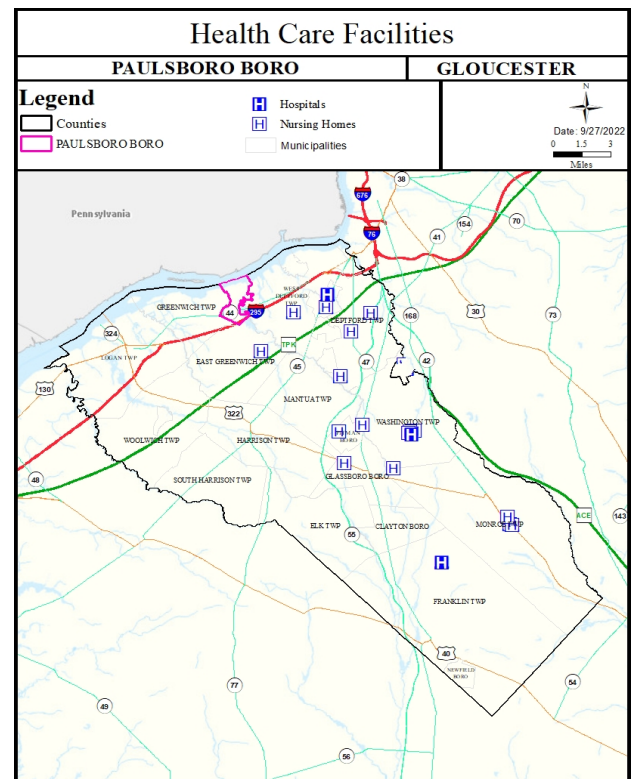 Health Care Facilities
PAULSBORO BORO
GLOUCESTER
Legend
Counties
PAULSBORO BORO
H Hospitals
H Nursing Homes
Municipalities
N
Date: 9/27/2022
0 1.5 3
Miles
38
676
Pennsylvania
70
154
76
41
WEST
DEPTFORD
TWP
GREENWICH TWP
44
295
30
73
168
DEPTFORD TWP
324
TPK
LOGAN TWP
EAST GREENWICH TWP
45
47
42
130
MANTUA TWP
322
WASHINGTON TWP
WOOLWICH TWP
HARRISON TWP
BORO
GLASSBORO BORO
48
SOUTH HARRISON TWP
ELK TWP
CLAYTON BORO
55
ACE
143
FRANKLIN TWP
40
NEWFIELD
BORO
77
54
49
56